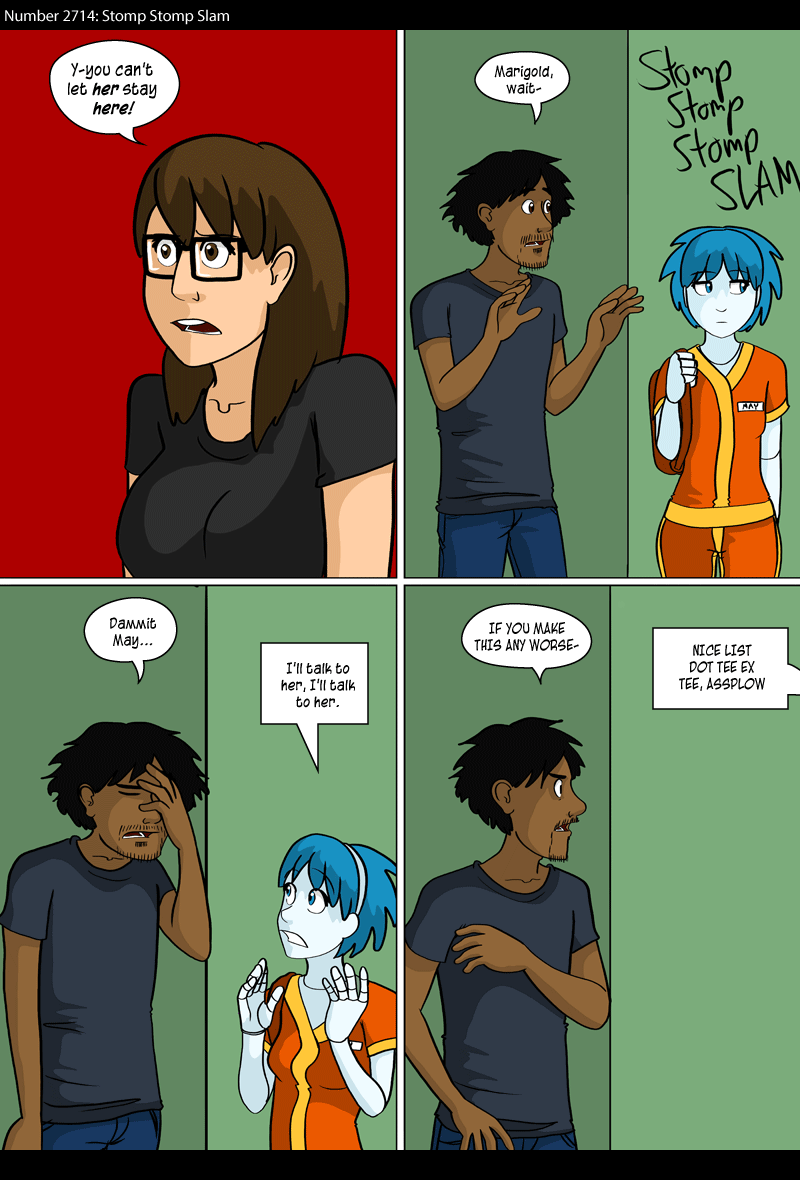 Number 2714: Stomp Stomp Slam
Y-you can't
let her stay
here!
Marigold,
wait-
Stomp
Stomp
Stomp
SLAM
MAY
Dammit
May...
I'll talk to
her, I'll talk
to her.
IF YOU MAKE
THIS ANY WORSE-
NICE LIST
DOT TEE EX
TEE, ASSPLOW